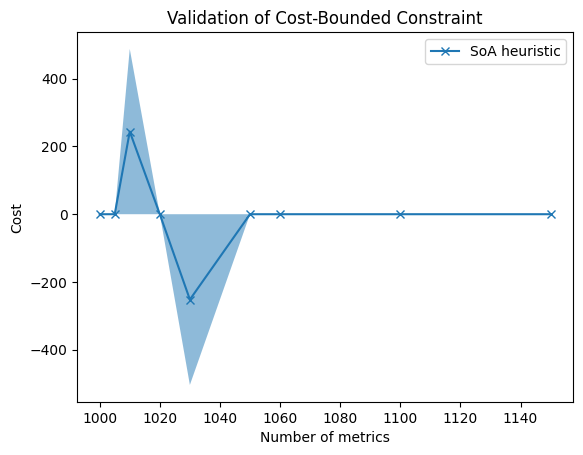 Validation of Cost-Bounded Constraint
SoA heuristic
400
200
0
−200
−400
Cost
1000 1020 1040 1060 1080 1100 1120 1140
Number of metrics